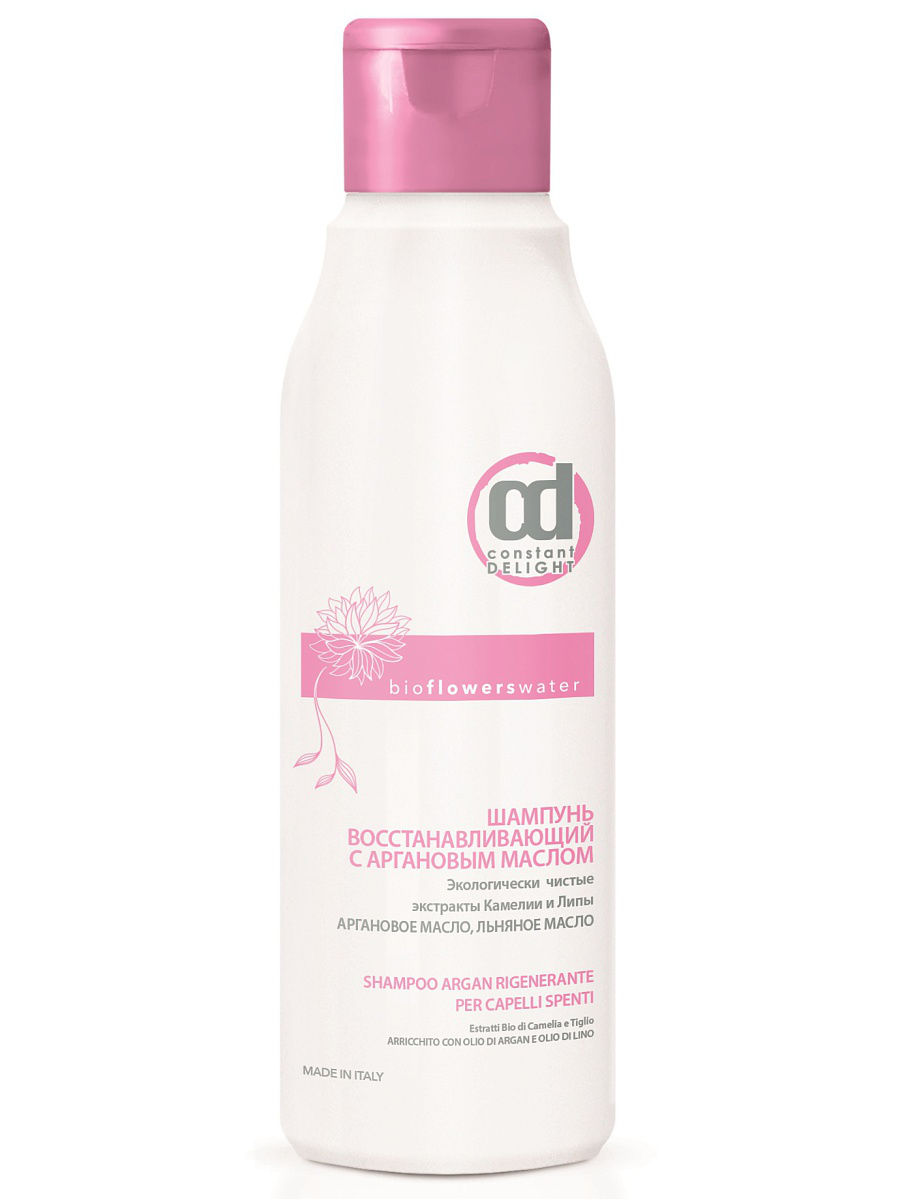 cd
constant
DELIGHT
bioflowerswater
ШАМПУНЬ
ВОССТАНАВЛИВАЮЩИЙ
С АРГАНОВЫМ МАСЛОМ
Экологически чистые
экстракты Камелии и Липы
АРГАНОВОЕ МАСЛО, ЛЬНЯНОЕ МАСЛО
SHAMPOO ARGAN RIGENERANTE
PER CAPELLI SPENTI
Estratti Bio di Camelia e Tiglio
ARRICCHITO CON OLIO DI ARGAN E OLIO DI LINO
MADE IN ITALY